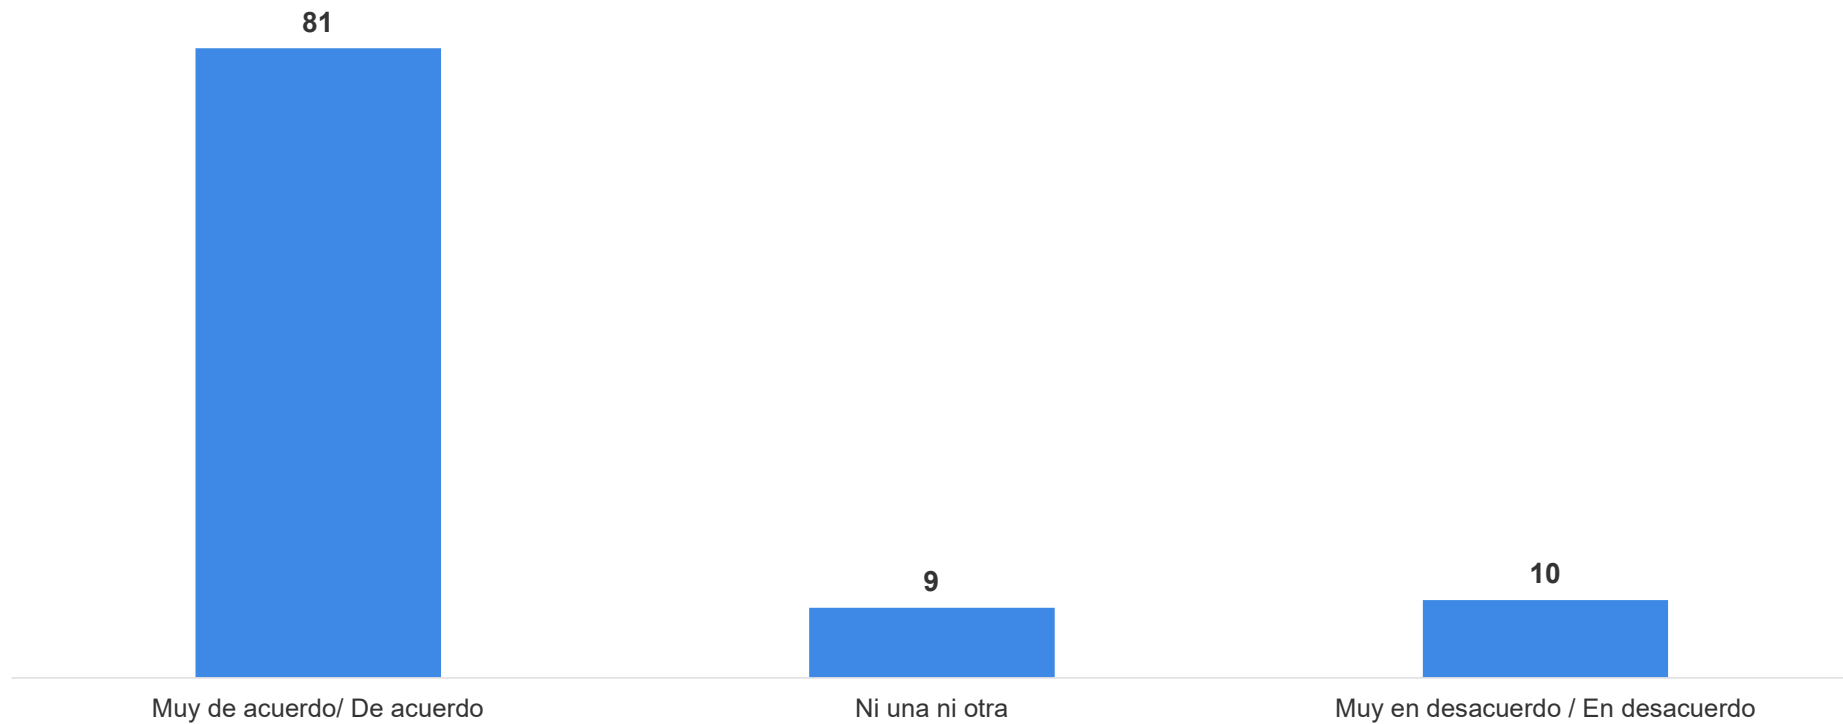 81
9
10
Muy de acuerdo/ De acuerdo
Ni una ni otra
Muy en desacuerdo / En desacuerdo